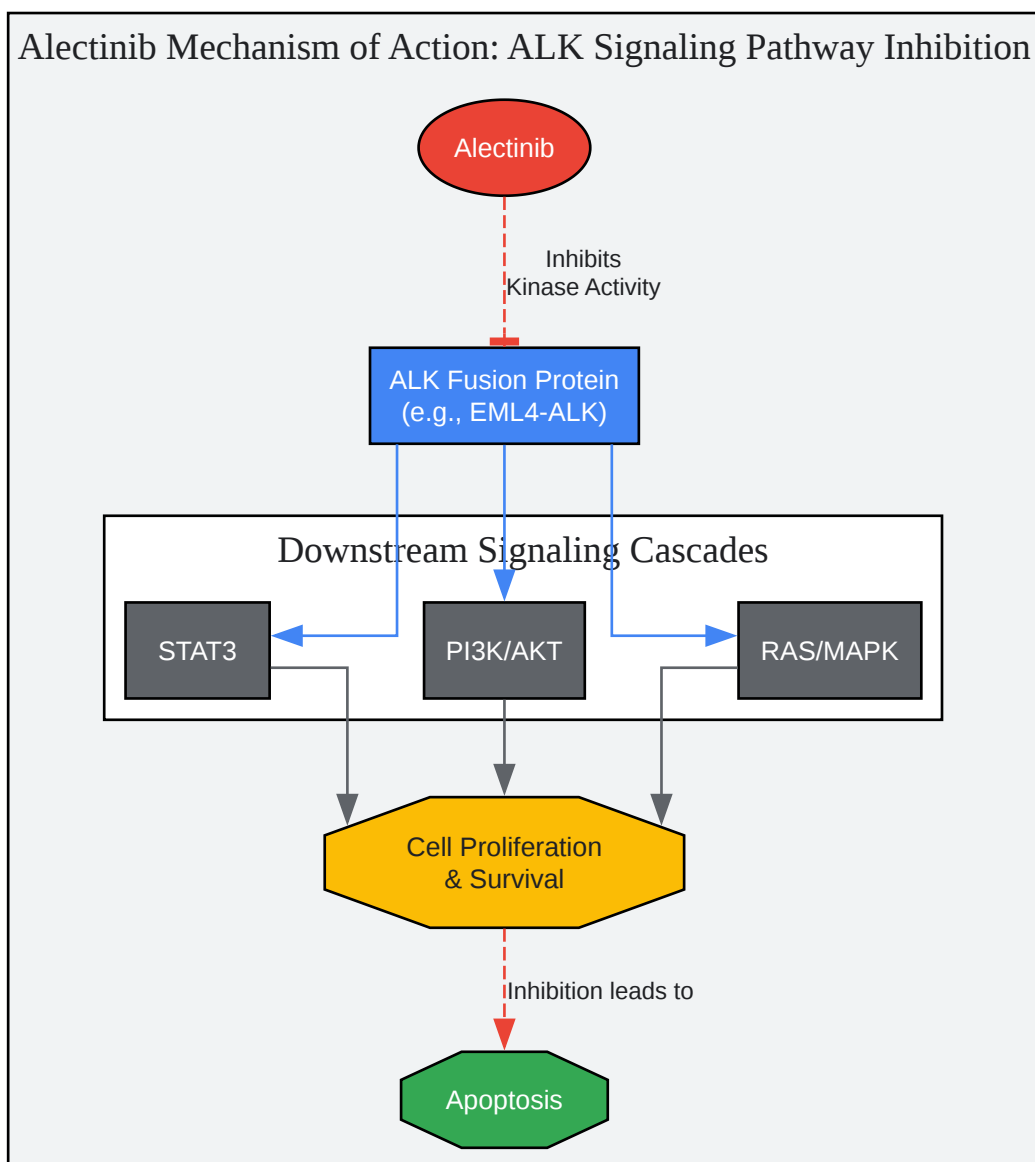 Alectinib Mechanism of Action: ALK Signaling Pathway Inhibition
Alectinib
Inhibits
Kinase Activity
ALK Fusion Protein
(e.g., EML4-ALK)
Downstream Signaling Cascades
STAT3
PI3K/AKT
RAS/MAPK
Cell Proliferation
& Survival
Inhibition leads to
Apoptosis